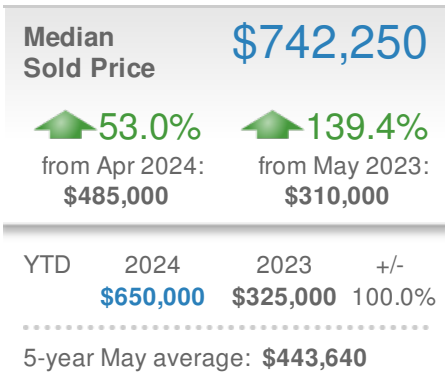 Median
Sold Price
$742,250
53.0% 139.4%
from Apr 2024: from May 2023:
$485,000 $310,000
YTD 2024 2023 +/-
$650,000 $325,000 100.0%
5-year May average: $443,640